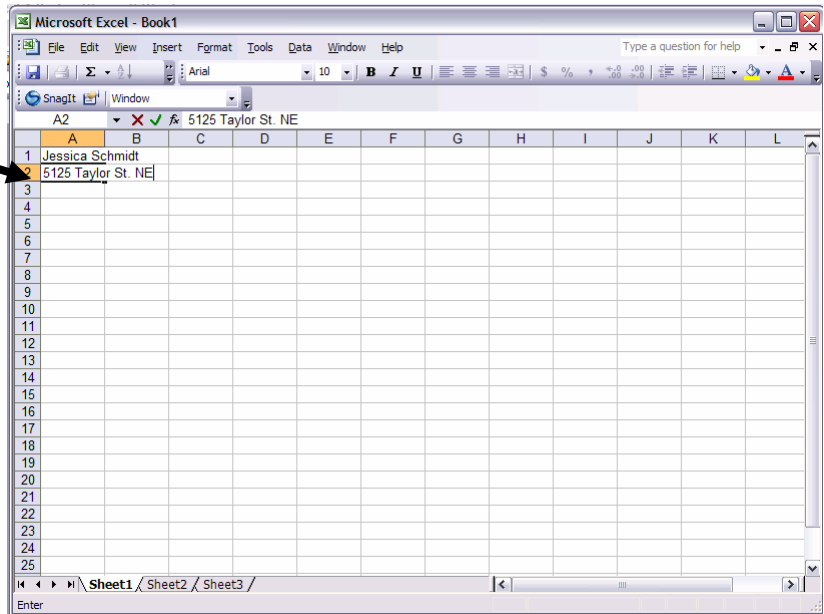 Microsoft Excel - Book1
File Edit View Insert Format Tools Data Window Help Type a question for help
Σ Arial 10 B I U $ % ,
SnagIt Window
A2 fx 5125 Taylor St. NE
A B C D E F G H I J K L
1 Jessica Schmidt
2 5125 Taylor St. NE
3
4
5
6
7
8
9
10
11
12
13
14
15
16
17
18
19
20
21
22
23
24
25
Sheet1 Sheet2 Sheet3
Enter